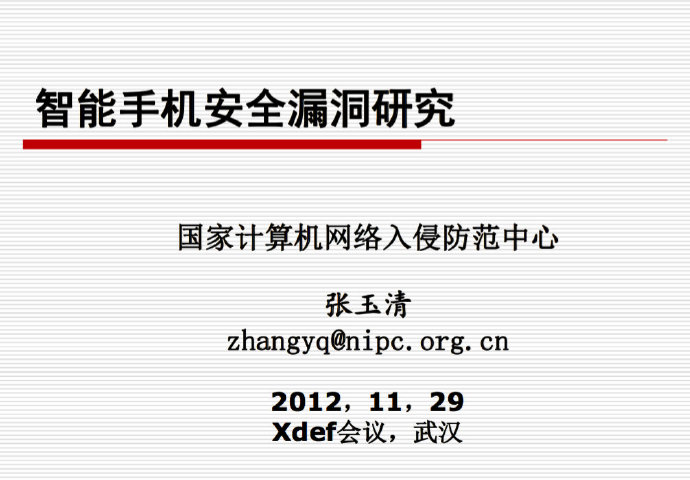 智能手机安全漏洞研究
国家计算机网络入侵防范中心
张玉清
zhangyq@nipc.org.cn
2012，11，29
Xdef会议，武汉